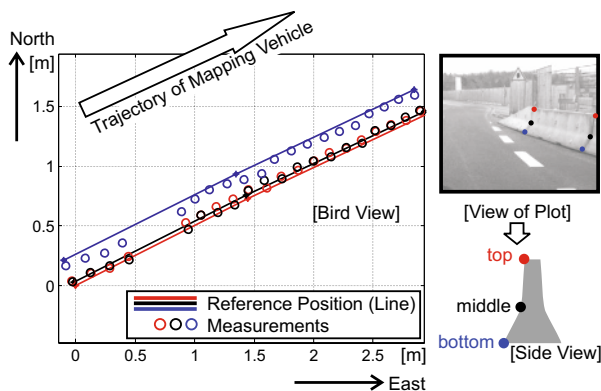 North
[m]
Trajectory of Mapping Vehicle
1.5
1
0.5
0
[Bird View]
Reference Position (Line)
Measurements
0
0.5
1
1.5
2
2.5
[m]
East
[View of Plot]
top
middle
bottom
[Side View]